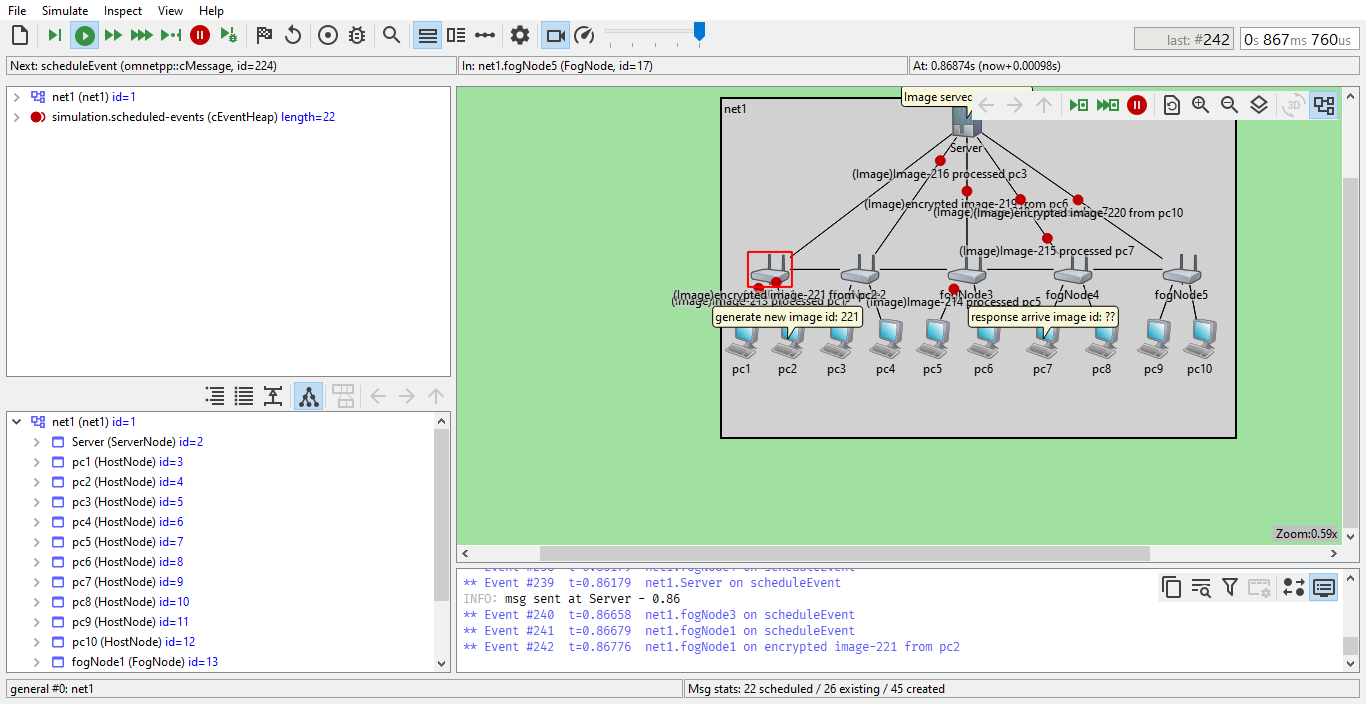 File Simulate Inspect View Help
last: #242
0s 867ms 760us
Next: scheduleEvent (omnetpp::cMessage, id=224)
In: net1.fogNode5 (FogNode, id=17)
At: 0.86874s (now+0.00098s)
net1 (net1) id=1
simulation.scheduled-events (cEventHeap) length=22
net1 (net1) id=1
Server (ServerNode) id=2
pc1 (HostNode) id=3
pc2 (HostNode) id=4
pc3 (HostNode) id=5
pc4 (HostNode) id=6
pc5 (HostNode) id=7
pc6 (HostNode) id=8
pc7 (HostNode) id=9
pc8 (HostNode) id=10
pc9 (HostNode) id=11
pc10 (HostNode) id=12
fogNode1 (FogNode) id=13
Image served
net1
3D
Server
(Image)Image-216 processed pc3
(Image)encrypted image-219 from pc6
(Image)encrypted image-220 from pc10
(Image)Image-215 processed pc7
fogNode3
fogNode4
fogNode5
(Image)encrypted image-221 from pc2
(Image)Image-214 processed pc5
generate new image id: 221
response arrive image id: ??
pc1 pc2 pc3 pc4 pc5 pc6 pc7 pc8 pc9 pc10
Zoom:0.59x
** Event #239 t=0.86179 net1.Server on scheduleEvent
INFO: msg sent at Server - 0.86
** Event #240 t=0.86658 net1.fogNode3 on scheduleEvent
** Event #241 t=0.86679 net1.fogNode1 on scheduleEvent
** Event #242 t=0.86776 net1.fogNode1 on encrypted image-221 from pc2
general #0: net1
Msg stats: 22 scheduled / 26 existing / 45 created